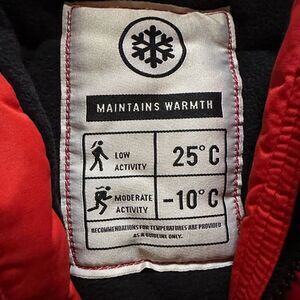 MAINTAINS WARMTH
LOW
ACTIVITY
25°C
MODERATE
ACTIVITY
-10°C
RECOMMENDATIONS FOR TEMPERATURES ARE PROVIDED
AS A GUIDELINE ONLY.